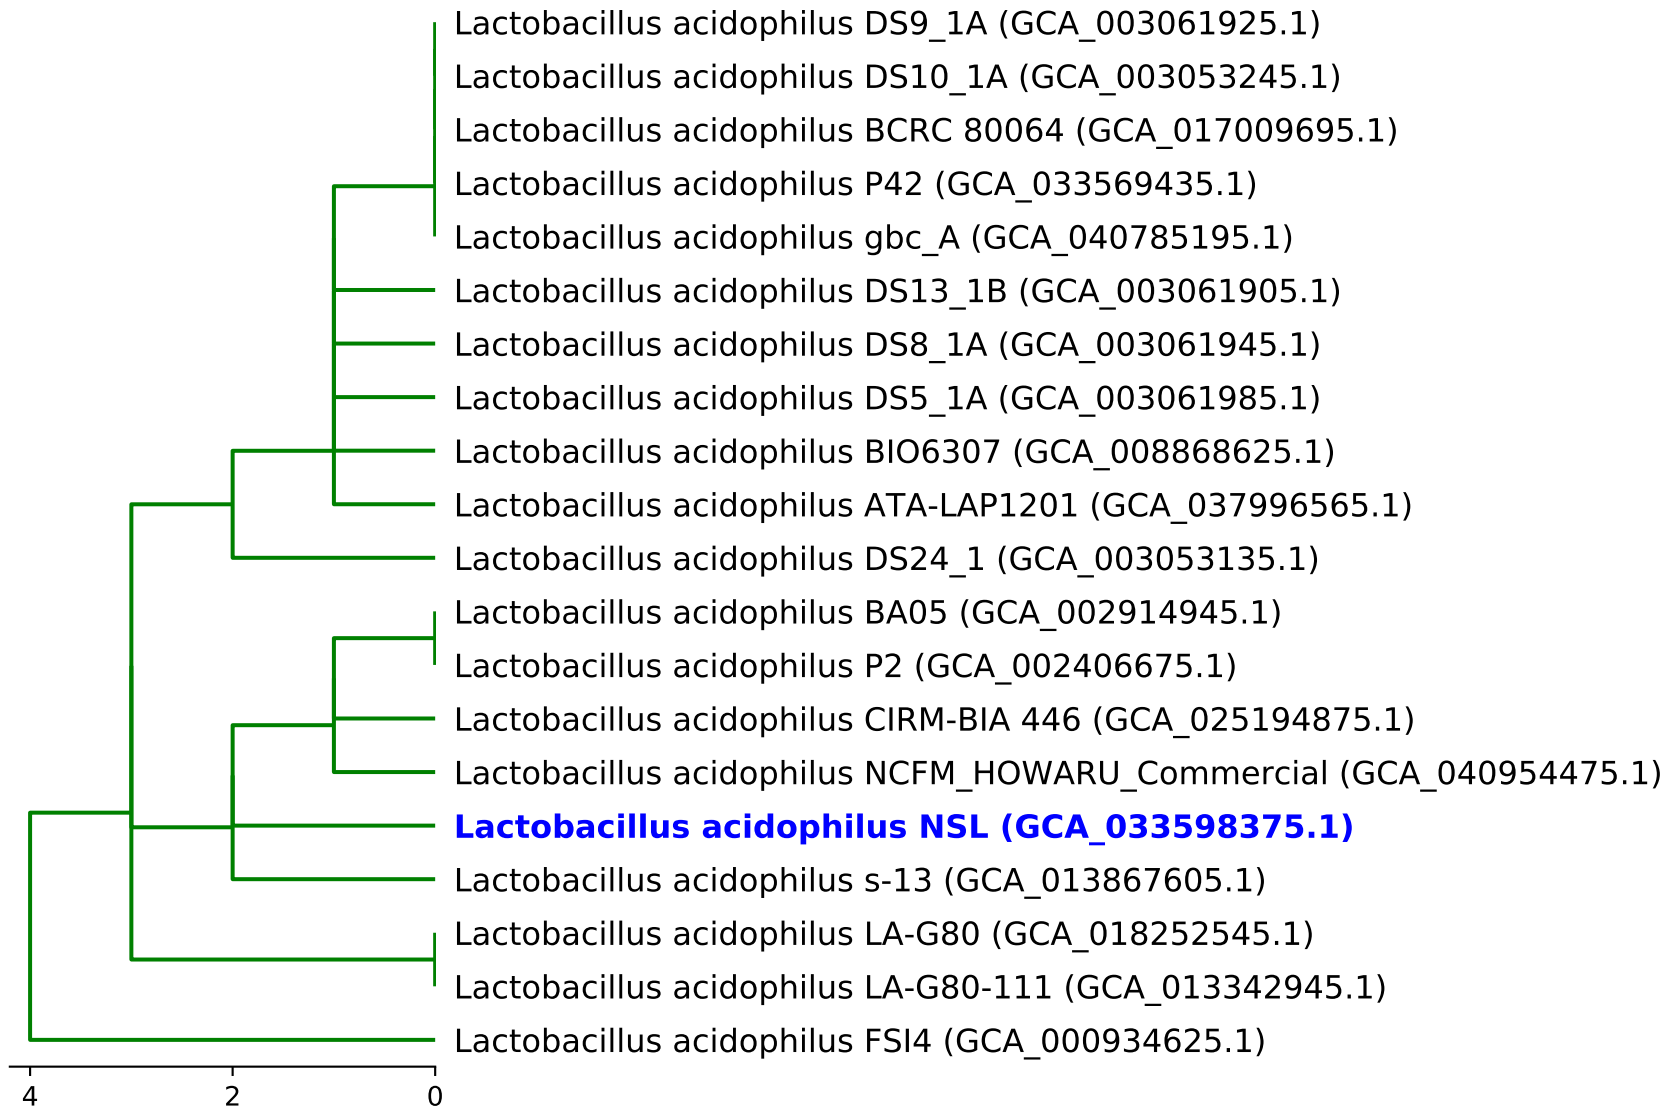 Lactobacillus acidophilus DS9_1A (GCA_003061925.1)
Lactobacillus acidophilus DS10_1A (GCA_003053245.1)
Lactobacillus acidophilus BCRC 80064 (GCA_017009695.1)
Lactobacillus acidophilus P42 (GCA_033569435.1)
Lactobacillus acidophilus gbc_A (GCA_040785195.1)
Lactobacillus acidophilus DS13_1B (GCA_003061905.1)
Lactobacillus acidophilus DS8_1A (GCA_003061945.1)
Lactobacillus acidophilus DS5_1A (GCA_003061985.1)
Lactobacillus acidophilus BIO6307 (GCA_008868625.1)
Lactobacillus acidophilus ATA-LAP1201 (GCA_037996565.1)
Lactobacillus acidophilus DS24_1 (GCA_003053135.1)
Lactobacillus acidophilus BA05 (GCA_002914945.1)
Lactobacillus acidophilus P2 (GCA_002406675.1)
Lactobacillus acidophilus CIRM-BIA 446 (GCA_025194875.1)
Lactobacillus acidophilus NCFM_HOWARU_Commercial (GCA_040954475.1)
Lactobacillus acidophilus NSL (GCA_033598375.1)
Lactobacillus acidophilus s-13 (GCA_013867605.1)
Lactobacillus acidophilus LA-G80 (GCA_018252545.1)
Lactobacillus acidophilus LA-G80-111 (GCA_013342945.1)
Lactobacillus acidophilus FSI4 (GCA_000934625.1)
4 2 0